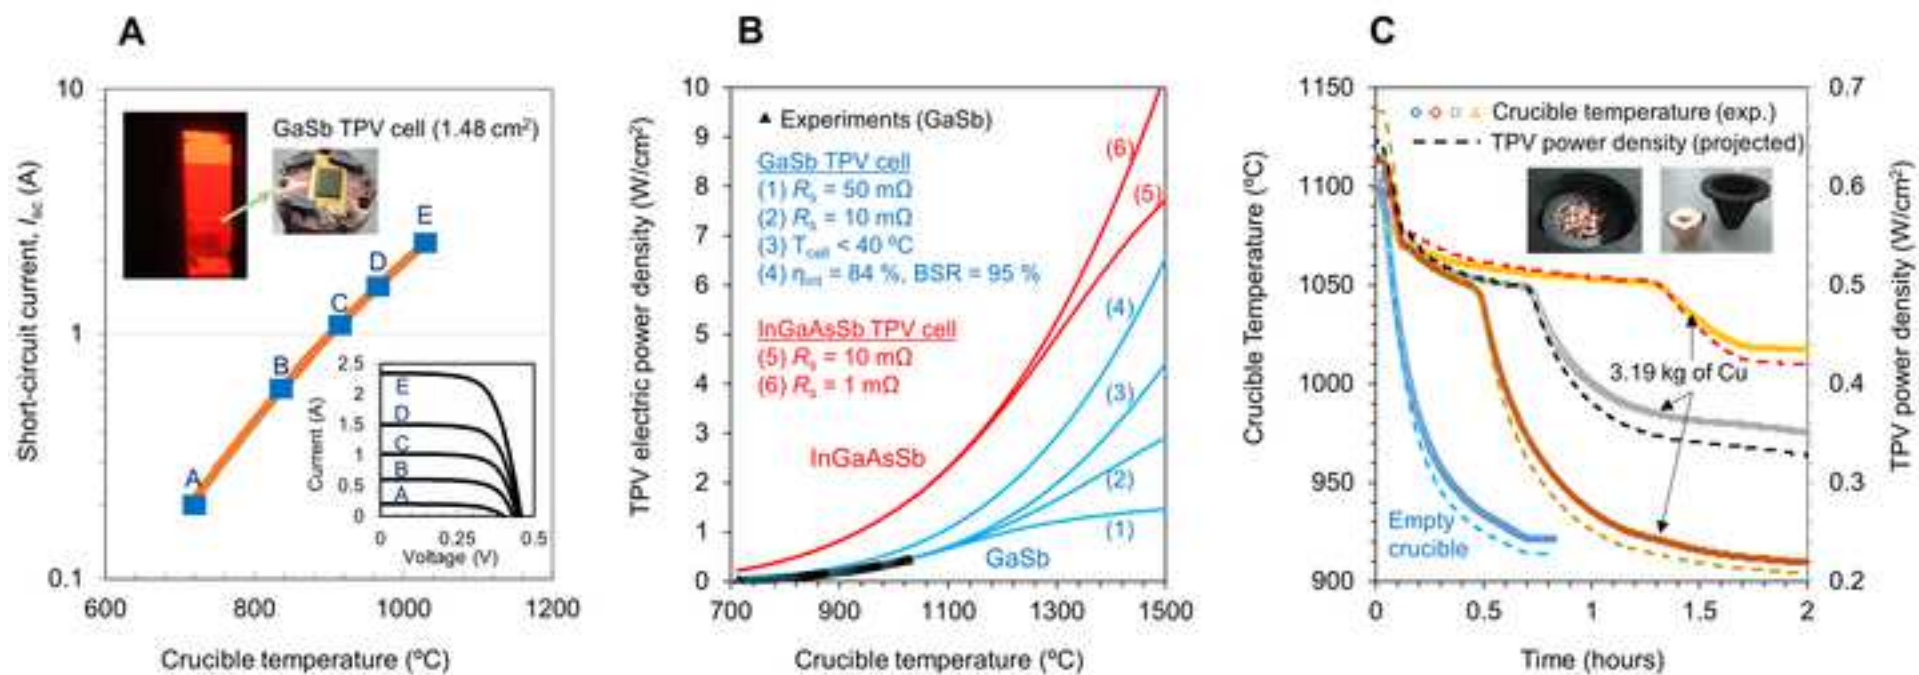 A
Short-circuit current, Isc (A)
10
1
0.1
600
800
1000
1200
Crucible temperature (ºC)
GaSb TPV cell (1.48 cm²)
A
B
C
D
E
Current (A)
2.5
2
1.5
1
0.5
0
E
D
C
B
A
0
0.25
0.5
Voltage (V)
B
TPV electric power density (W/cm²)
10
9
8
7
6
5
4
3
2
1
0
700
900
1100
1300
1500
Crucible temperature (ºC)
▲ Experiments (GaSb)
GaSb TPV cell
(1) Rs = 50 mΩ
(2) Rs = 10 mΩ
(3) Tcell < 40 ºC
(4) ηint = 84 %, BSR = 95 %
InGaAsSb TPV cell
(5) Rs = 10 mΩ
(6) Rs = 1 mΩ
InGaAsSb
GaSb
(6)
(5)
(4)
(3)
(2)
(1)
C
Crucible Temperature (ºC)
1150
1100
1050
1000
950
900
0
0.5
1
1.5
2
Time (hours)
0.7
0.6
0.5
0.4
0.3
0.2
TPV power density (W/cm²)
Crucible temperature (exp.)
TPV power density (projected)
3.19 kg of Cu
Empty
crucible